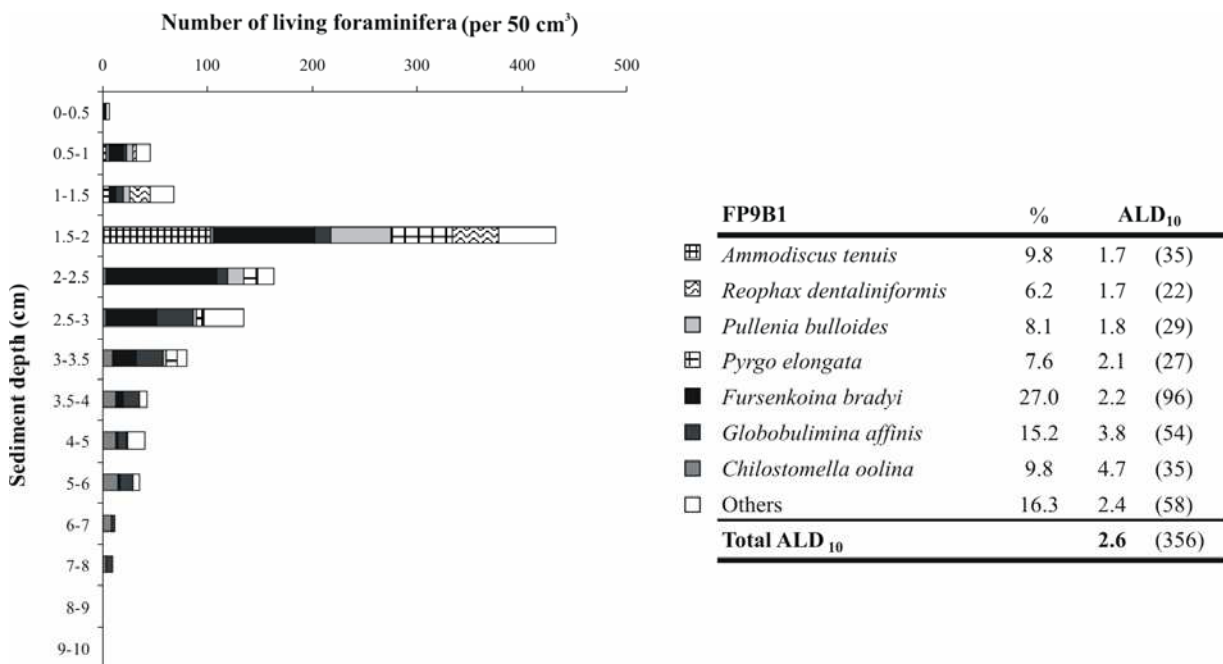 Number of living foraminifera (per 50 cm³)
0 100 200 300 400 500
Sediment depth (cm)
0-0.5
0.5-1
1-1.5
1.5-2
2-2.5
2.5-3
3-3.5
3.5-4
4-5
5-6
6-7
7-8
8-9
9-10
FP9B1 % ALD₁₀
Ammodiscus tenuis 9.8 1.7 (35)
Reophax dentaliniformis 6.2 1.7 (22)
Pullenia bulloides 8.1 1.8 (29)
Pyrgo elongata 7.6 2.1 (27)
Fursenkoina bradyi 27.0 2.2 (96)
Globobulimina affinis 15.2 3.8 (54)
Chilostomella oolina 9.8 4.7 (35)
Others 16.3 2.4 (58)
Total ALD ₁₀ 2.6 (356)